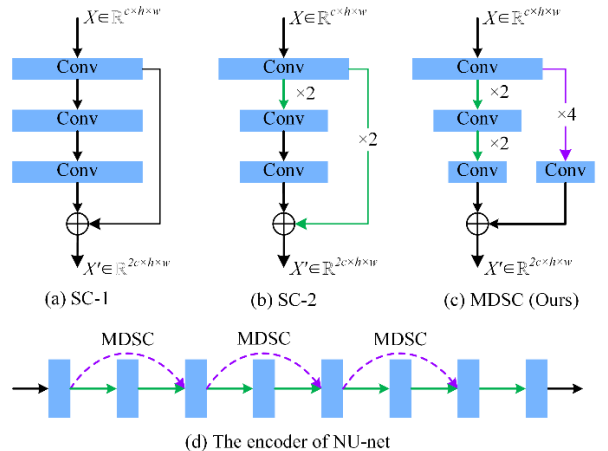 X∈ℝ^{c×h×w} X∈ℝ^{c×h×w} X∈ℝ^{c×h×w}
Conv Conv Conv
×2 ×2 ×4
Conv Conv Conv
×2 ×2
Conv Conv Conv Conv
X'∈ℝ^{2c×h×w} X'∈ℝ^{2c×h×w} X'∈ℝ^{2c×h×w}
(a) SC-1 (b) SC-2 (c) MDSC (Ours)
MDSC MDSC MDSC
(d) The encoder of NU-net